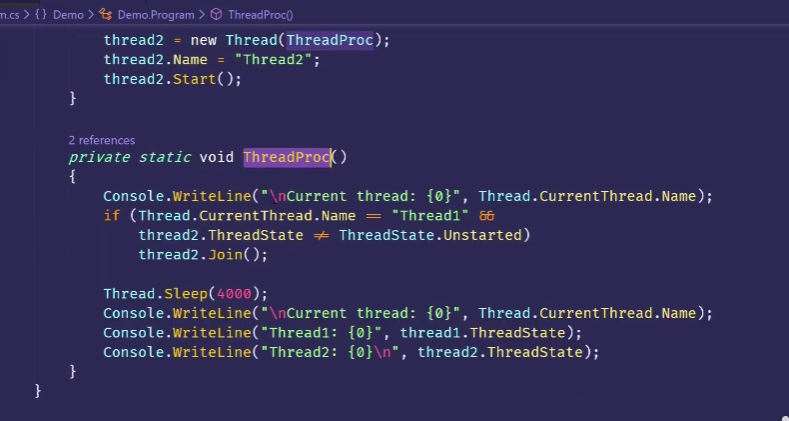 m.cs > {} Demo > Demo.Program > ThreadProc()
thread2 = new Thread(ThreadProc);
thread2.Name = "Thread2";
thread2.Start();
}
2 references
private static void ThreadProc()
{
Console.WriteLine("\nCurrent thread: {0}", Thread.CurrentThread.Name);
if (Thread.CurrentThread.Name == "Thread1" &&
thread2.ThreadState != ThreadState.Unstarted)
thread2.Join();
Thread.Sleep(4000);
Console.WriteLine("\nCurrent thread: {0}", Thread.CurrentThread.Name);
Console.WriteLine("Thread1: {0}", thread1.ThreadState);
Console.WriteLine("Thread2: {0}\n", thread2.ThreadState);
}
}